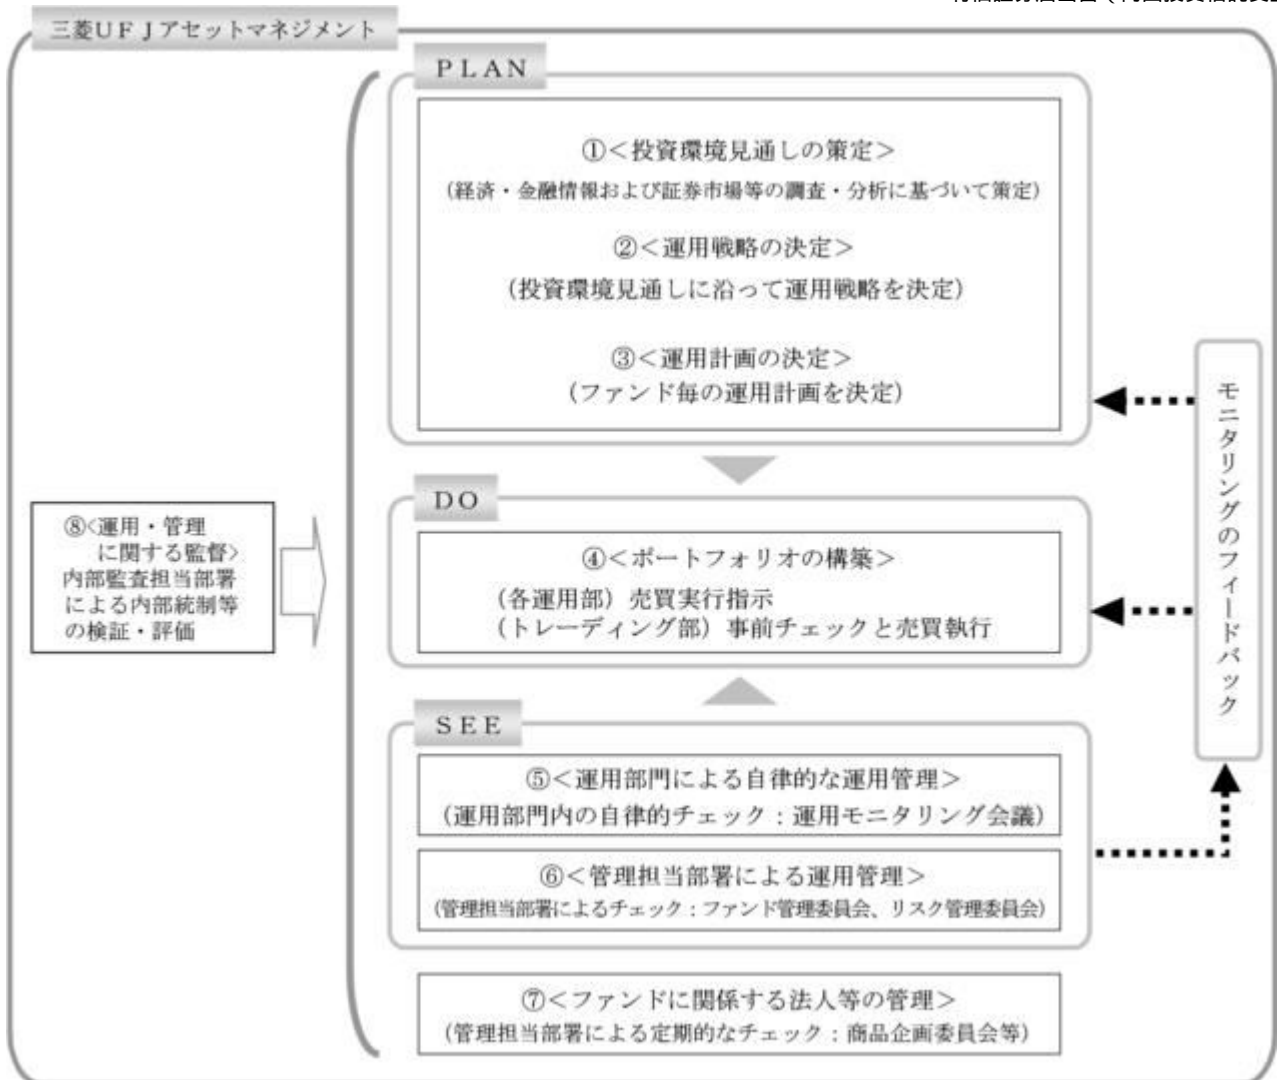 三菱UFJアセットマネジメント
PLAN
①＜投資環境見通しの策定＞
（経済・金融情報および証券市場等の調査・分析に基づいて策定）
②＜運用戦略の決定＞
（投資環境見通しに沿って運用戦略を決定）
③＜運用計画の決定＞
（ファンド毎の運用計画を決定）
DO
④＜ポートフォリオの構築＞
（各運用部）売買実行指示
（トレーディング部）事前チェックと売買執行
SEE
⑤＜運用部門による自律的な運用管理＞
（運用部門内の自律的チェック：運用モニタリング会議）
⑥＜管理担当部署による運用管理＞
（管理担当部署によるチェック：ファンド管理委員会、リスク管理委員会）
⑦＜ファンドに関係する法人等の管理＞
（管理担当部署による定期的なチェック：商品企画委員会等）
⑧＜運用・管理
に関する監督＞
内部監査担当部署
による内部統制等
の検証・評価
モニタリングのフィードバック